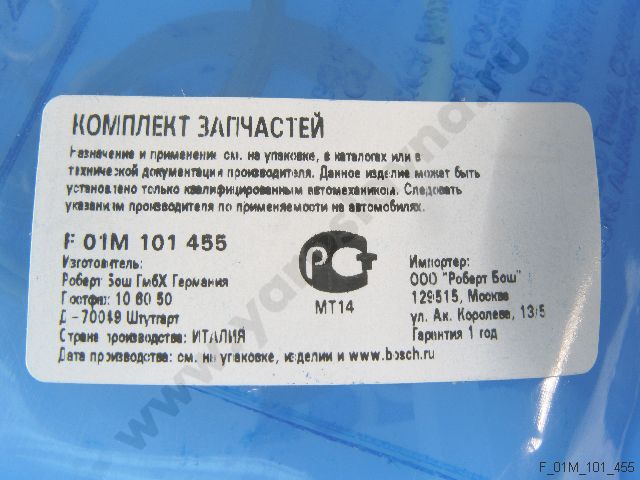 КОМПЛЕКТ ЗАПЧАСТЕЙ
Назначение и применение см. на упаковке, в каталогах или в
технической документации производителя. Данное изделие может быть
установлено только квалифицированным автомехаником. Следовать
указаниям производителя по применяемости на автомобилях.
F 01M 101 455
Изготовитель:
Роберт Бош ГмбХ Германия
Постфах 10 60 50
Д -70049 Штутгарт
Страна производства: ИТАЛИЯ
Дата производства: см. на упаковке, изделии и www.bosch.ru
РСТ
МТ14
Импортер:
ООО "Роберт Бош"
129515, Москва
ул. Ак. Королева, 13/5
Гарантия 1 год
F_01M_101_455